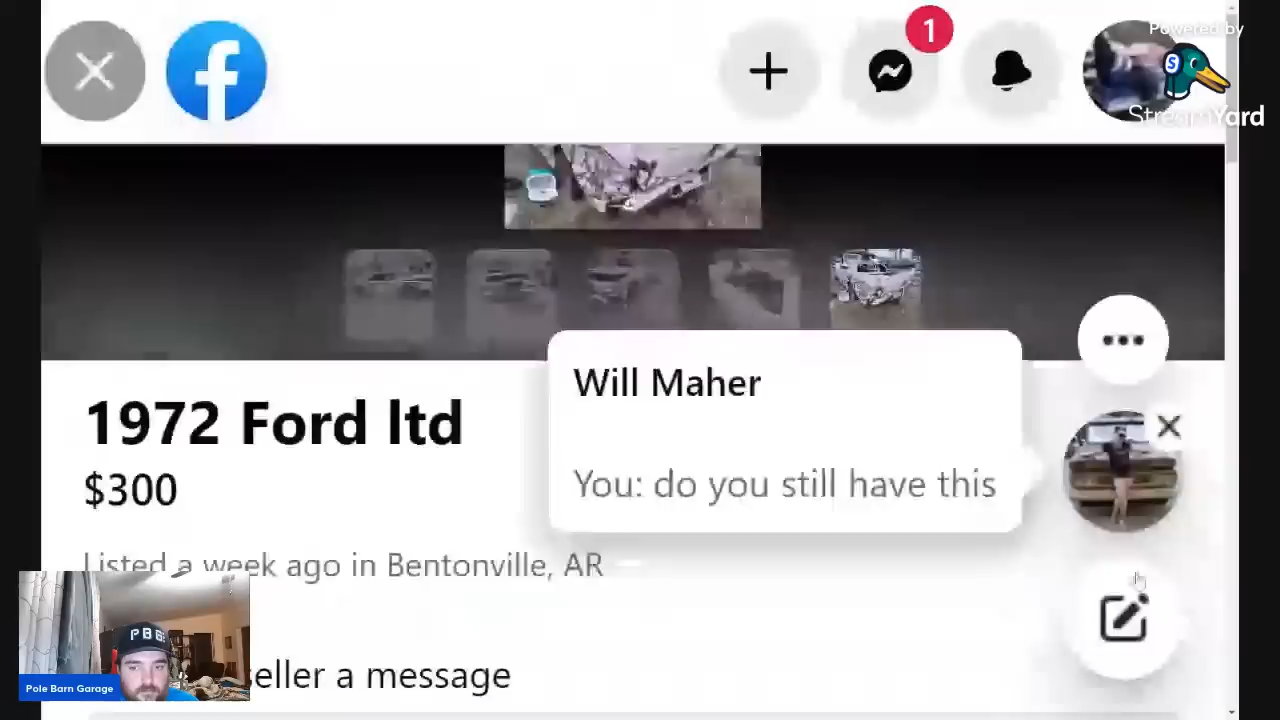 Powered by
1
StreamYard
Will Maher
1972 Ford ltd
You: do you still have this
$300
Listed a week ago in Bentonville, AR
PBG
Pole Barn Garage
eller a message